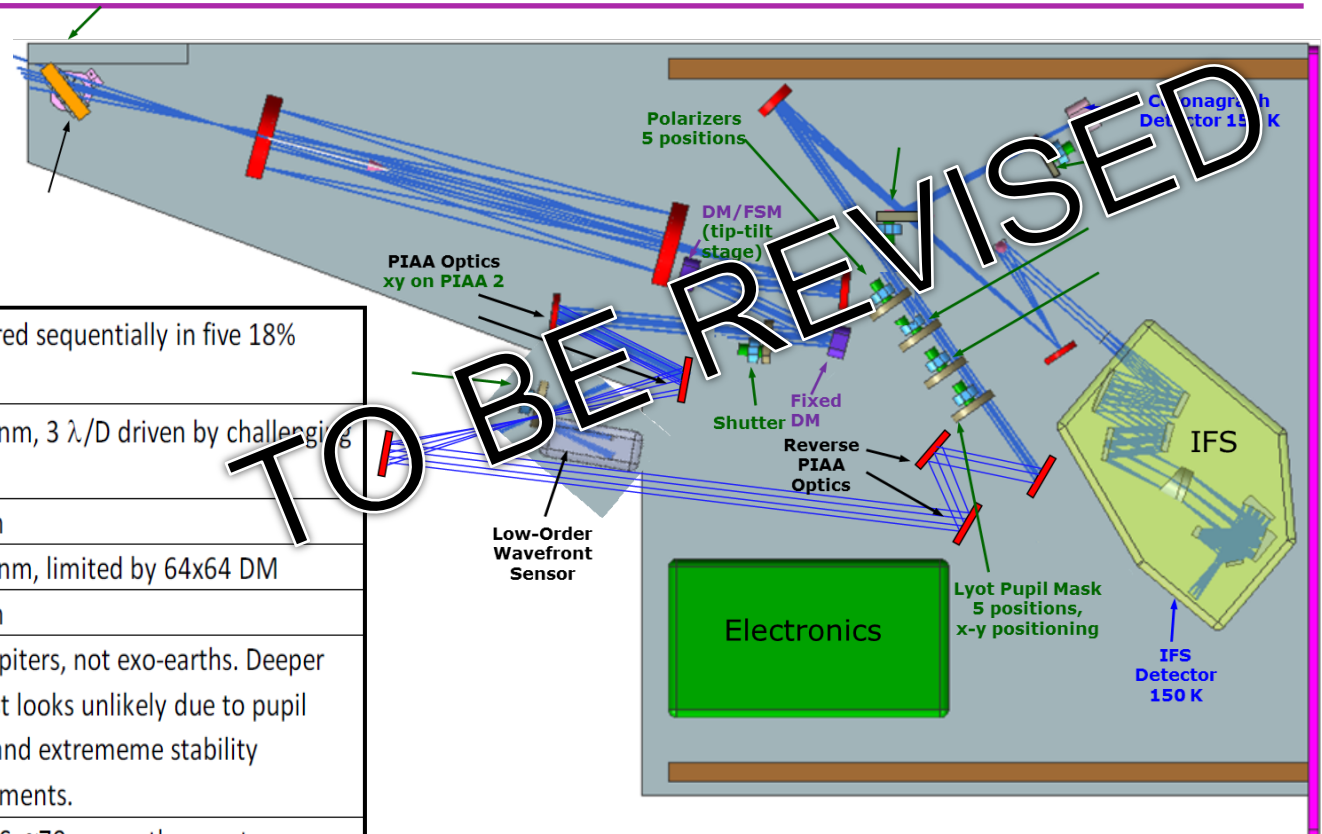 Polarizers
5 positions
Coronagraph
Detector 150 K
DM/FSM
(tip-tilt
stage)
PIAA Optics
xy on PIAA 2
TO BE REVISED
red sequentially in five 18%
nm, 3 λ/D driven by challenging
nm, limited by 64x64 DM
piters, not exo-earths. Deeper
t looks unlikely due to pupil
and extrememe stability
ments.
Shutter
Fixed
DM
Reverse
PIAA
Optics
IFS
Low-Order
Wavefront
Sensor
Electronics
Lyot Pupil Mask
5 positions,
x-y positioning
IFS
Detector
150 K